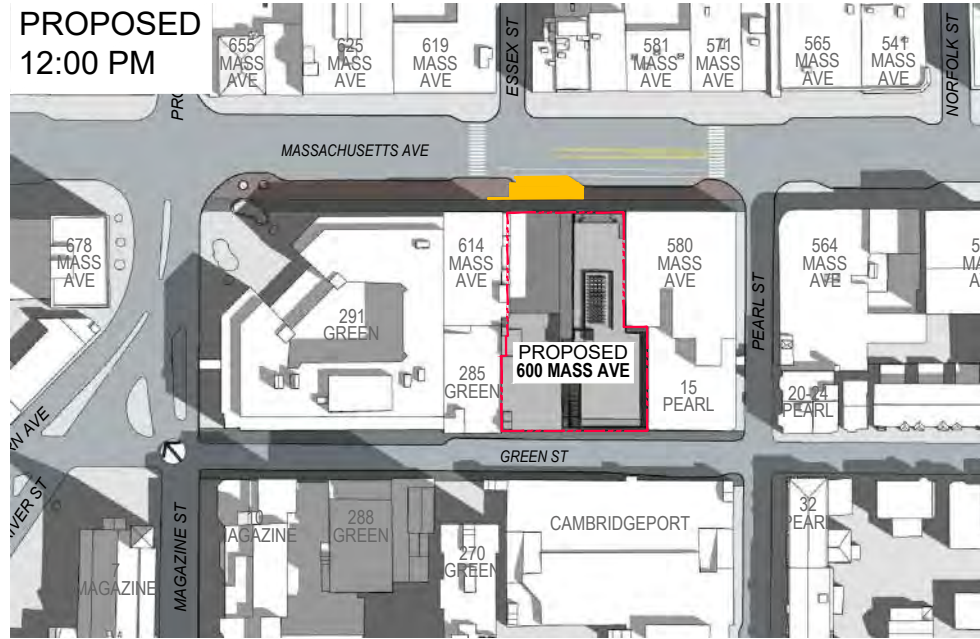 PROPOSED
12:00 PM
655
MASS
AVE
625
MASS
AVE
619
MASS
AVE
ESSEX ST
581
MASS
AVE
571
MASS
AVE
565
MASS
AVE
541
MASS
AVE
NORFOLK ST
MASSACHUSETTS AVE
678
MASS
AVE
614
MASS
AVE
580
MASS
AVE
564
MASS
AVE
291
GREEN
PEARL ST
PROPOSED
600 MASS AVE
285
GREEN
15
PEARL
20-24
PEARL
GREEN ST
RIVER ST
MAGAZINE ST
7
MAGAZINE
288
GREEN
270
GREEN
CAMBRIDGEPORT
32
PEARL